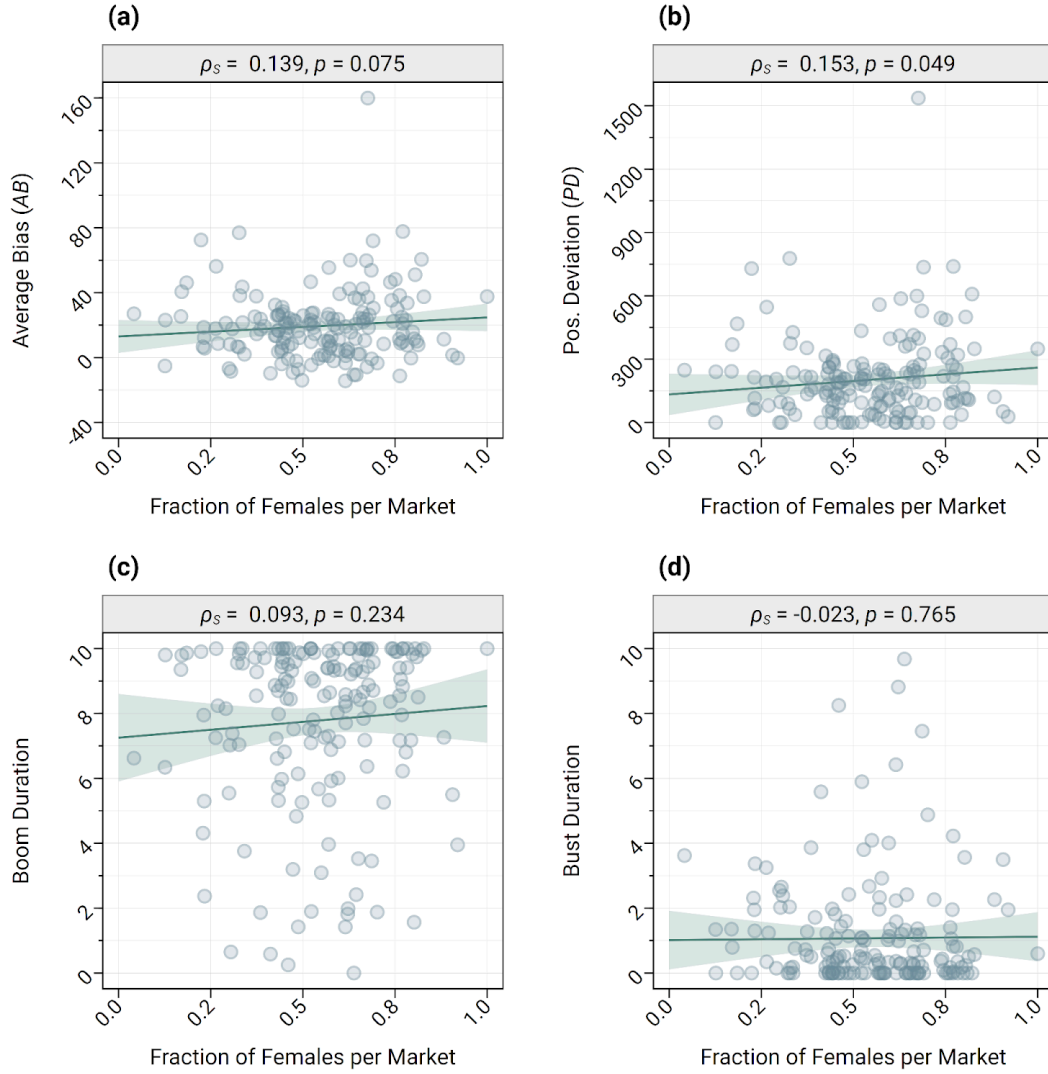 (a)
ρS = 0.139, p = 0.075
Average Bias (AB)
160
120
80
40
0
-40
0.0
0.2
0.5
0.8
1.0
Fraction of Females per Market
(b)
ρS = 0.153, p = 0.049
Pos. Deviation (PD)
1500
1200
900
600
300
0
0.0
0.2
0.5
0.8
1.0
Fraction of Females per Market
(c)
ρS = 0.093, p = 0.234
Boom Duration
10
8
6
4
2
0
0.0
0.2
0.5
0.8
1.0
Fraction of Females per Market
(d)
ρS = -0.023, p = 0.765
Bust Duration
10
8
6
4
2
0
0.0
0.2
0.5
0.8
1.0
Fraction of Females per Market